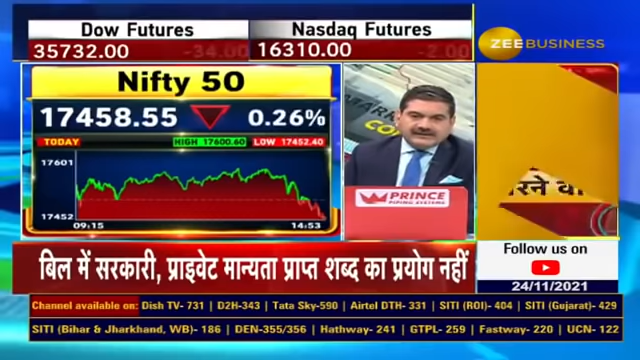 Dow Futures
35732.00 -34.00
Nasdaq Futures
16310.00 -2.00
ZEE BUSINESS
Nifty 50
17458.55 0.26%
TODAY HIGH 17600.60 LOW 17452.40
17601
17452
09:15 14:53
MARK
PRINCE
PIPING SYSTEMS
बिल में सरकारी, प्राइवेट मान्यता प्राप्त शब्द का प्रयोग नहीं
Follow us on
24/11/2021
Channel available on: Dish TV- 731 | D2H-343 | Tata Sky-590 | Airtel DTH- 331 | SITI (ROI)- 404 | SITI (Gujarat)- 429
SITI (Bihar & Jharkhand, WB)- 186 | DEN-355/356 | Hathway- 241 | GTPL- 259 | Fastway- 220 | UCN- 122